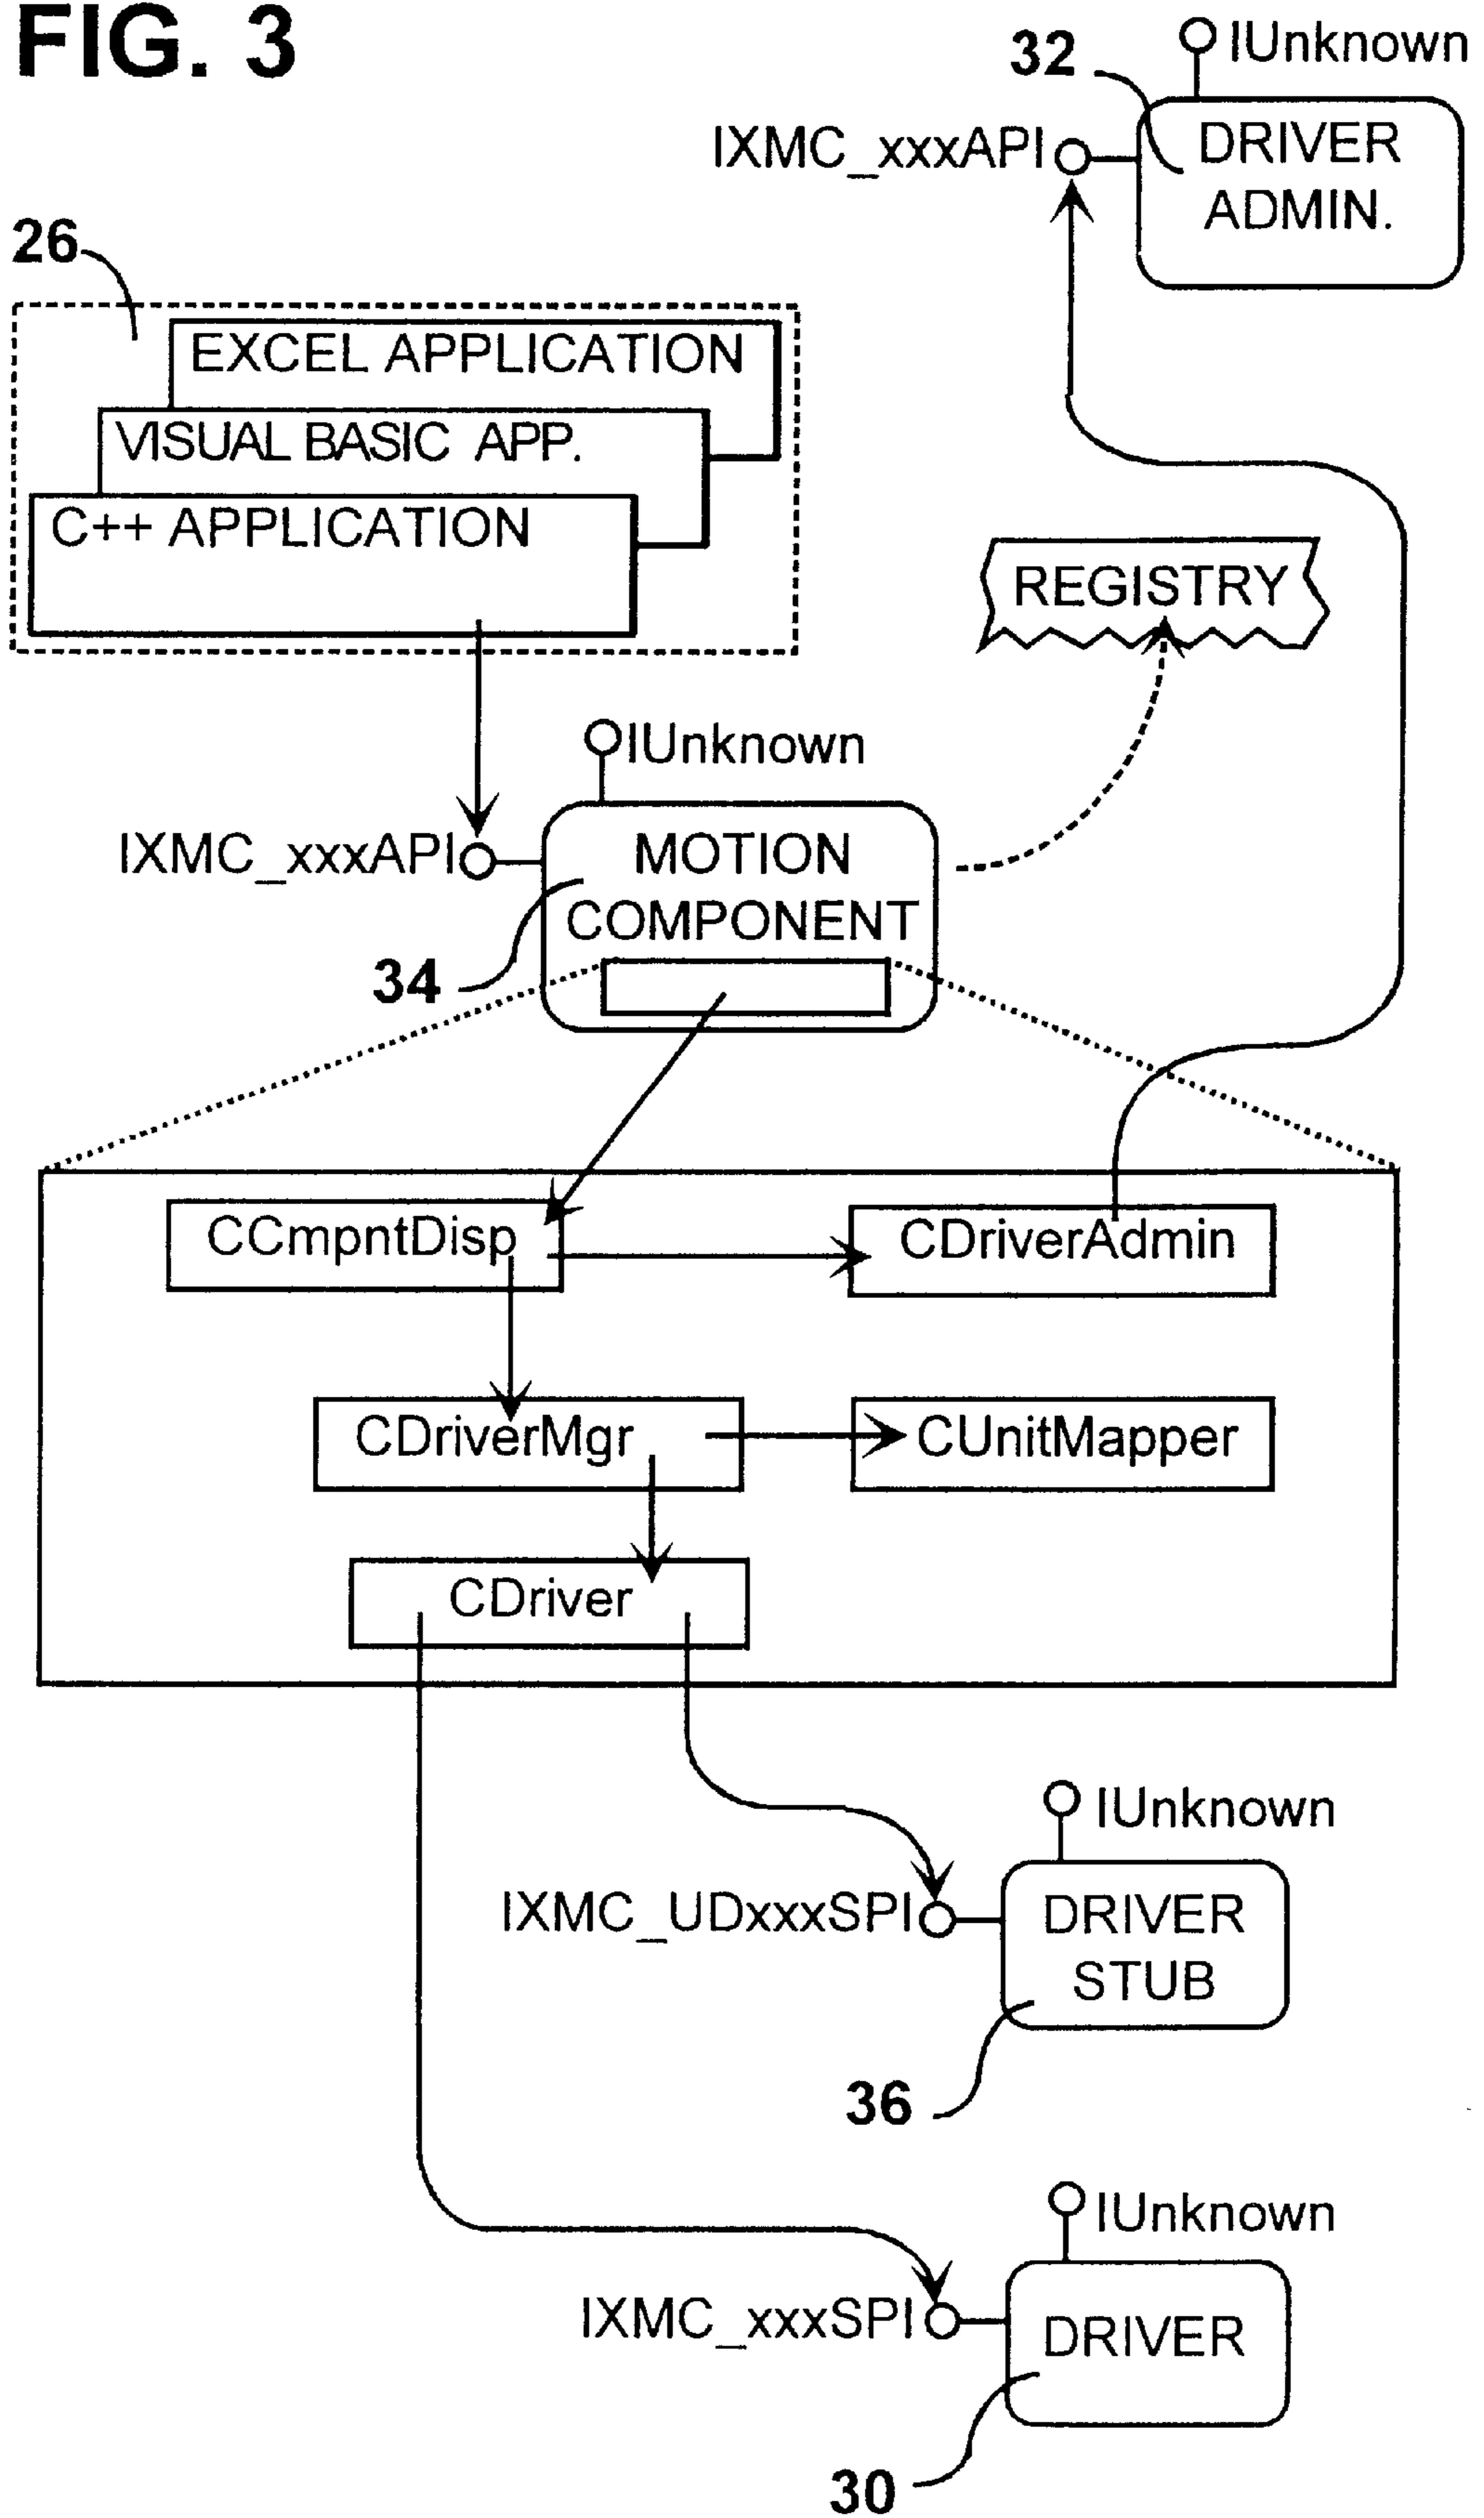 FIG. 3
32
IUnknown
IXMC_xxxAPI
DRIVER
ADMIN.
26
EXCEL APPLICATION
VISUAL BASIC APP.
C++ APPLICATION
REGISTRY
IUnknown
IXMC_xxxAPI
MOTION
COMPONENT
34
CCmpntDisp
CDriverAdmin
CDriverMgr
CUnitMapper
CDriver
IUnknown
IXMC_UDxxxSPI
DRIVER
STUB
36
IUnknown
IXMC_xxxSPI
DRIVER
30